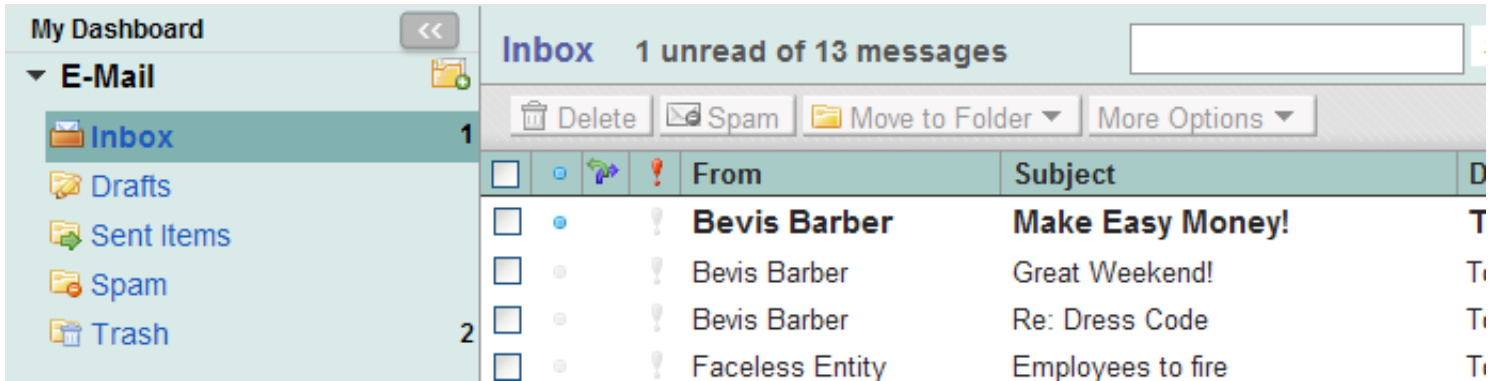 My Dashboard
E-Mail
Inbox 1
Drafts
Sent Items
Spam
Trash 2
Inbox 1 unread of 13 messages
Delete Spam Move to Folder More Options
From Subject
Bevis Barber Make Easy Money!
Bevis Barber Great Weekend!
Bevis Barber Re: Dress Code
Faceless Entity Employees to fire